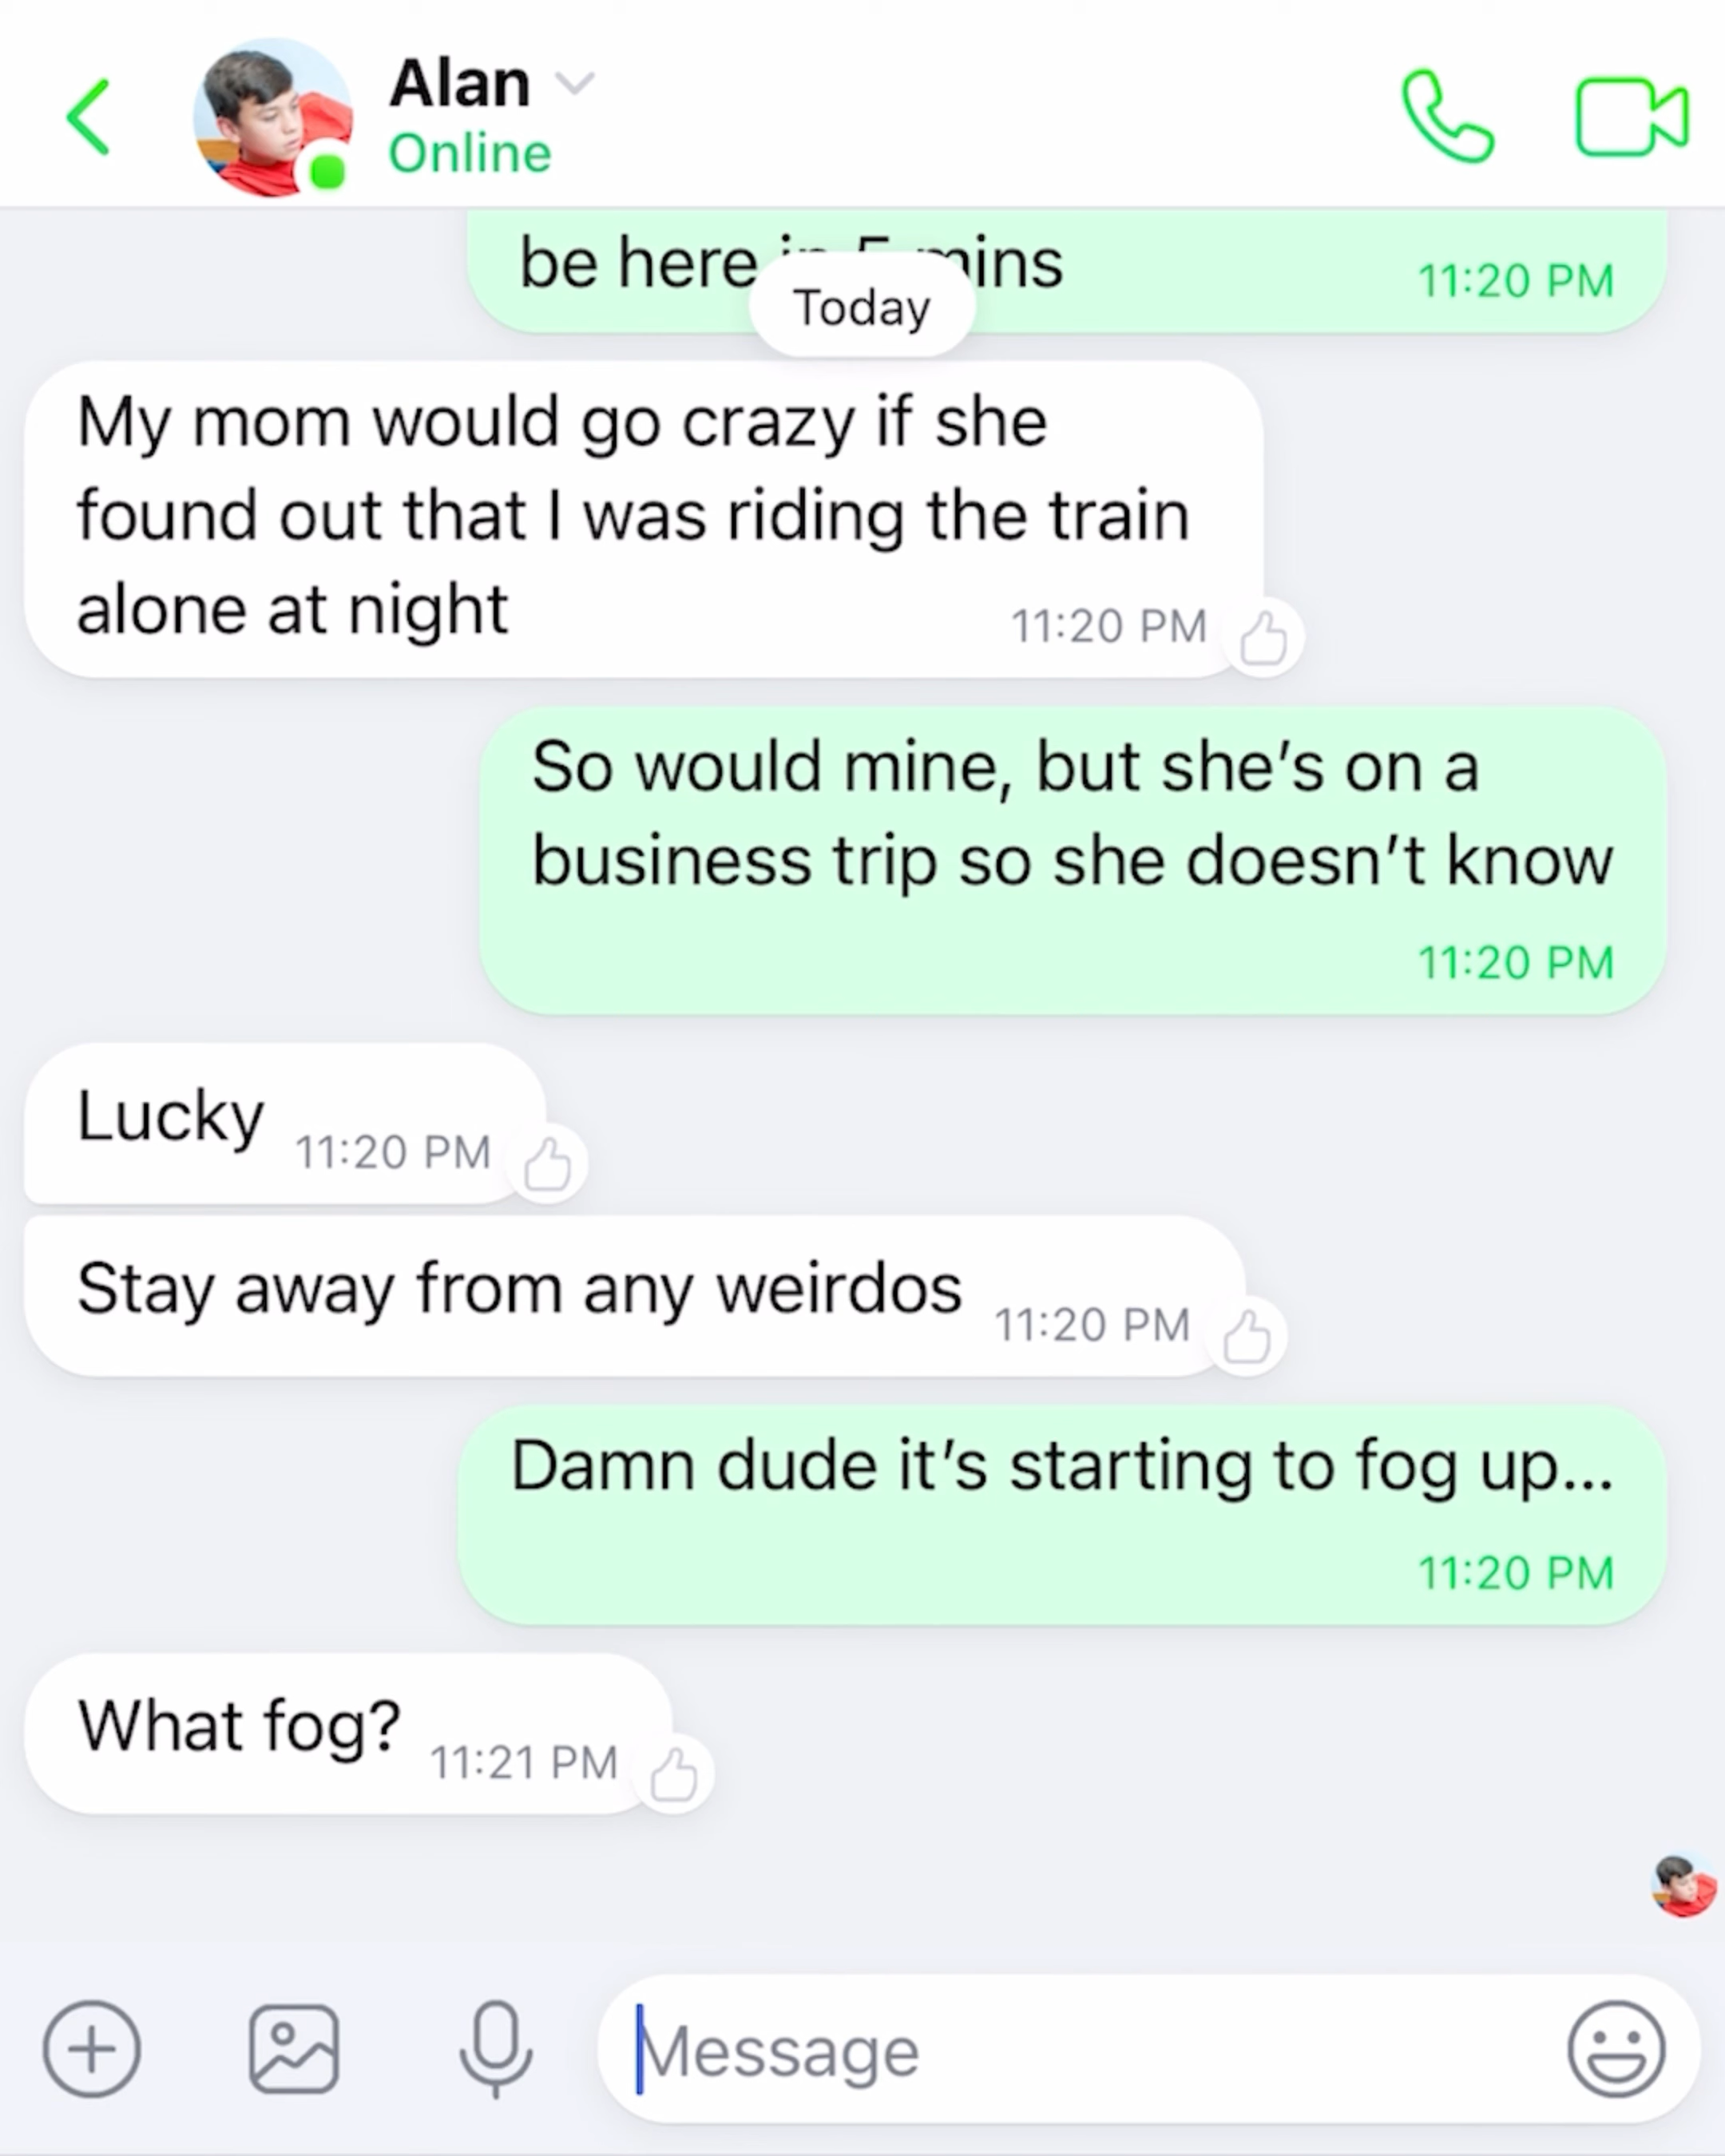 Alan
Online
be here in 5 mins
11:20 PM
Today
My mom would go crazy if she
found out that I was riding the train
alone at night
11:20 PM
So would mine, but she’s on a
business trip so she doesn’t know
11:20 PM
Lucky
11:20 PM
Stay away from any weirdos
11:20 PM
Damn dude it’s starting to fog up...
11:20 PM
What fog?
11:21 PM
Message